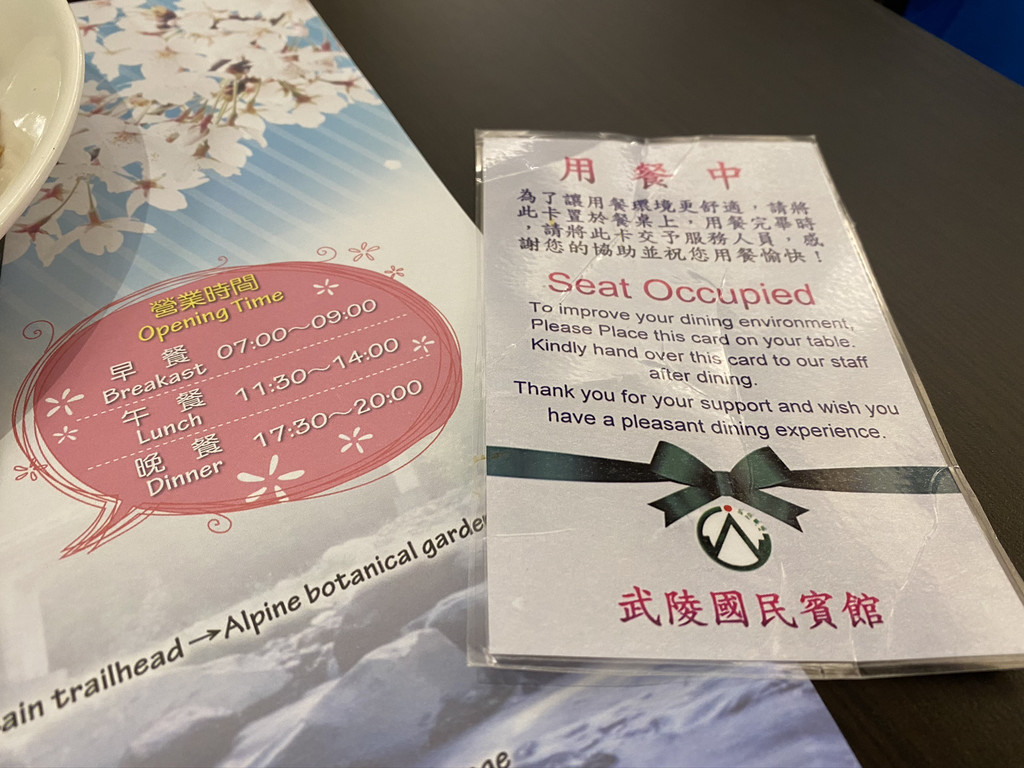 營業時間
Opening Time
早 餐 07:00～09:00
Breakast
午 餐 11:30～14:00
Lunch
晚 餐 17:30～20:00
Dinner
ain trailhead→Alpine botanical garden
用 餐 中
為了讓用餐環境更舒適，請將
此卡置於餐桌上，用餐完畢時
，請將此卡交予服務人員，感
謝您的協助並祝您用餐愉快！
Seat Occupied
To improve your dining environment,
Please Place this card on your table.
Kindly hand over this card to our staff
after dining.
Thank you for your support and wish you
have a pleasant dining experience.
武陵國民賓館